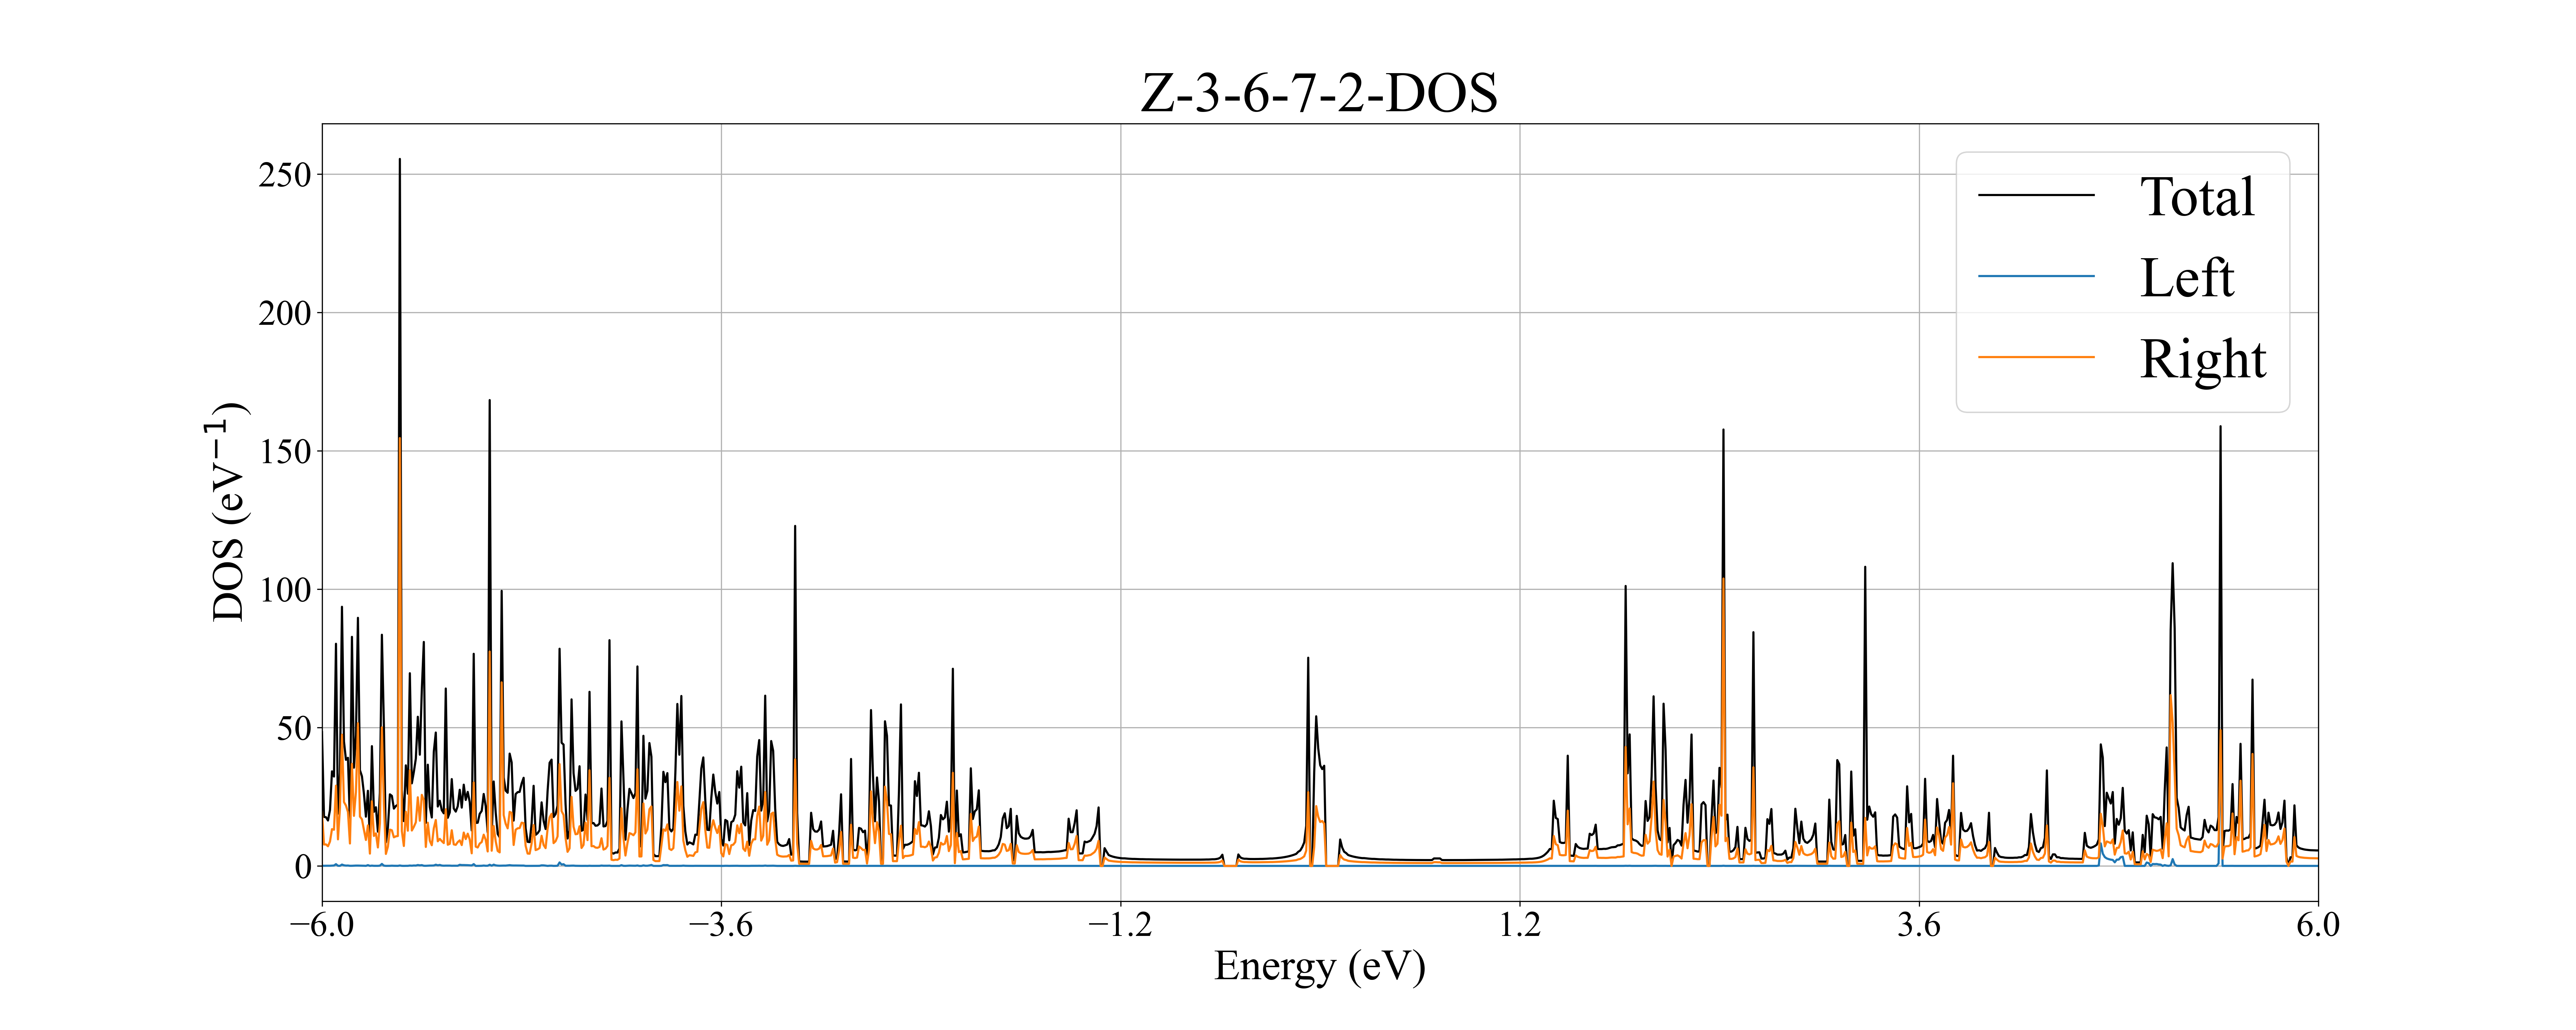 Z-3-6-7-2-DOS
250
200
150
100
50
0
DOS (eV⁻¹)
Total
Left
Right
−6.0 −3.6 −1.2 1.2 3.6 6.0
Energy (eV)